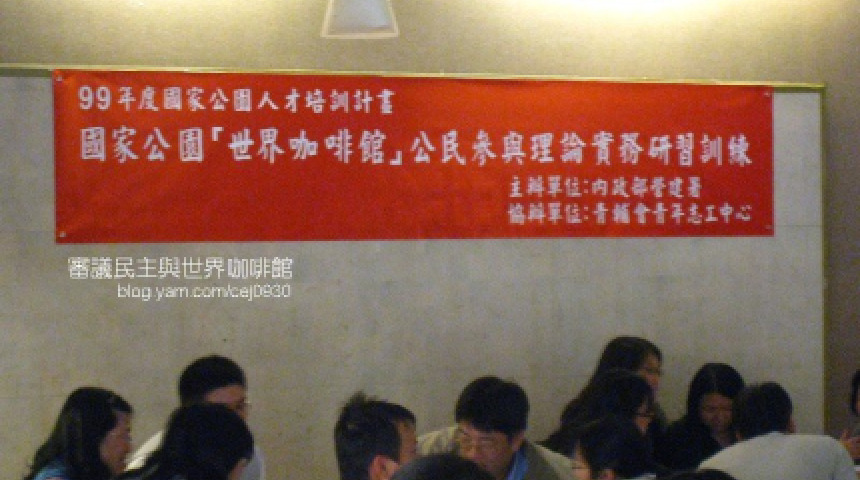 99年度國家公園人才培訓計畫
國家公園「世界咖啡館」公民參與理論實務研習訓練
主辦單位:內政部營建署
協辦單位:青輔會青年志工中心
審議民主與世界咖啡館
blog.yam.com/cej0930